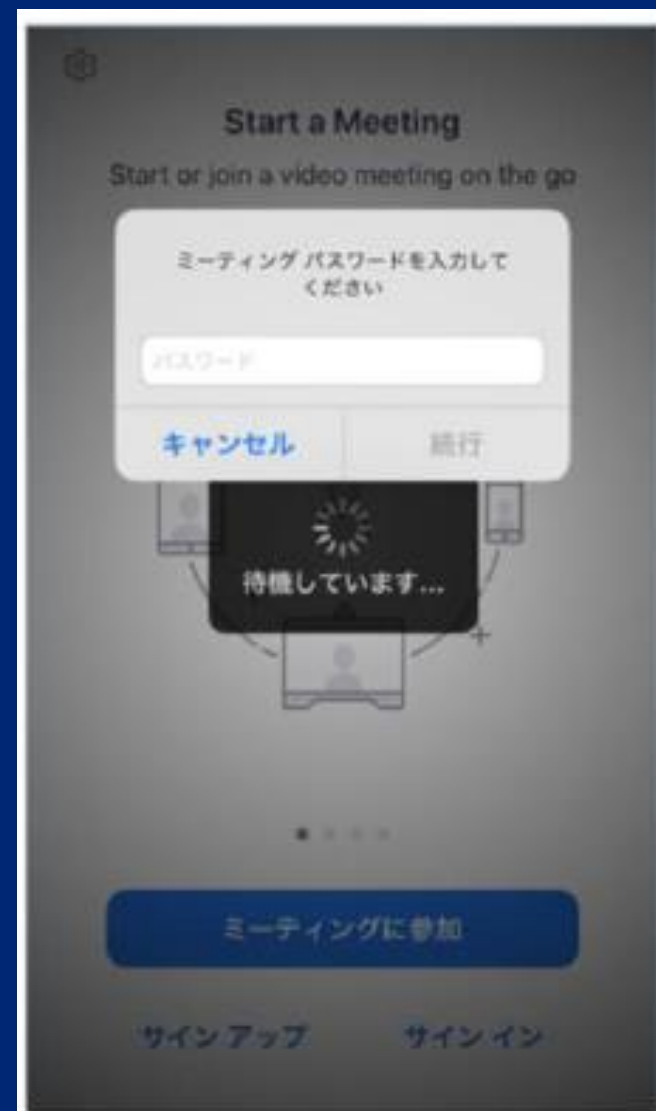 Start a Meeting
Start or join a video meeting on the go
ミーティング パスワードを入力して
ください
パスワード
キャンセル
続行
待機しています...
ミーティングに参加
サイン アップ
サイン イン